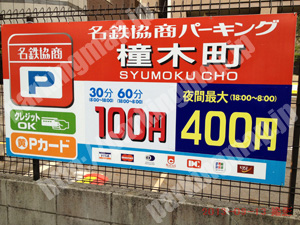 名鉄協商パーキング
名鉄協商
P
橦木町
SYUMOKU CHO
30分 60分
(8:00~18:00) (18:00~8:00)
100円
夜間最大(18:00~8:00)
400円
クレジット
OK
Pカード